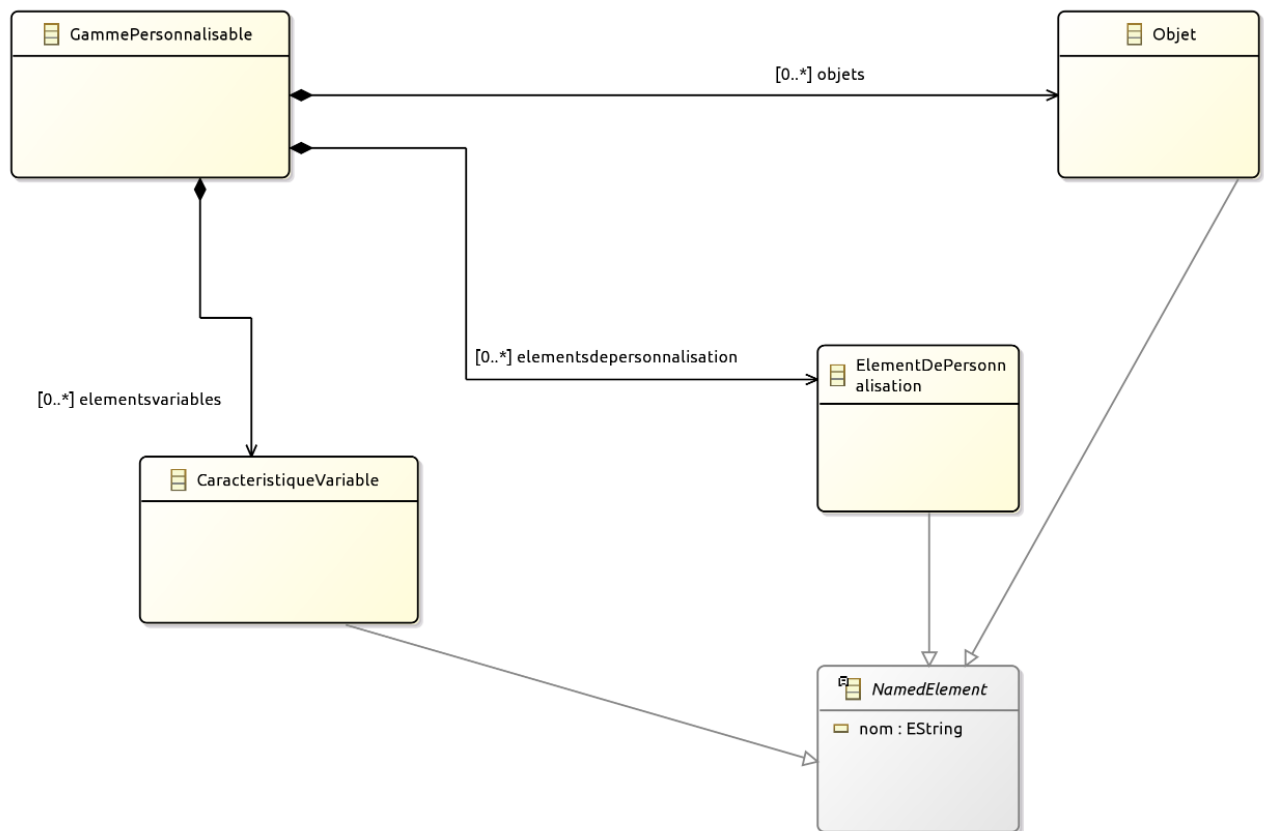 GammePersonnalisable
Objet
[0..*] objets
[0..*] elementsdepersonnalisation
ElementDePersonn
alisation
[0..*] elementsvariables
CaracteristiqueVariable
NamedElement
nom : EString